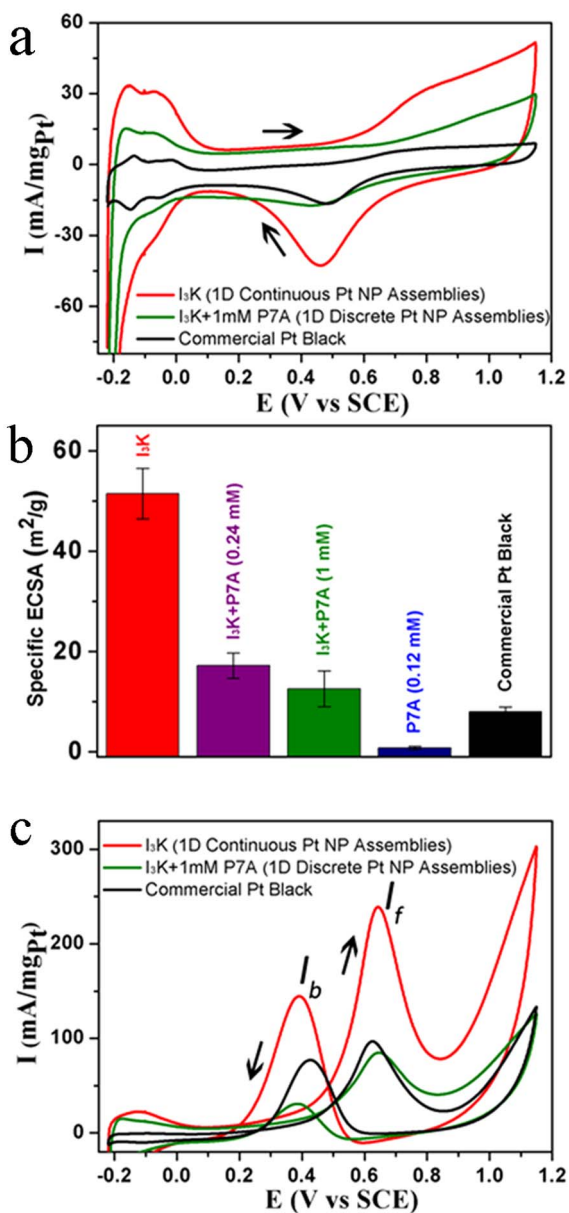 a
60
30
0
-30
-60
I (mA/mgPt)
I₃K (1D Continuous Pt NP Assemblies)
I₃K+1mM P7A (1D Discrete Pt NP Assemblies)
Commercial Pt Black
-0.2 0.0 0.2 0.4 0.6 0.8 1.0 1.2
E (V vs SCE)
b
60
40
20
0
Specific ECSA (m²/g)
I₃K
I₃K+P7A (0.24 mM)
I₃K+P7A (1 mM)
P7A (0.12 mM)
Commercial Pt Black
c
300
200
100
0
I (mA/mgPt)
I₃K (1D Continuous Pt NP Assemblies)
I₃K+1mM P7A (1D Discrete Pt NP Assemblies)
Commercial Pt Black
I f
I b
-0.2 0.0 0.2 0.4 0.6 0.8 1.0 1.2
E (V vs SCE)